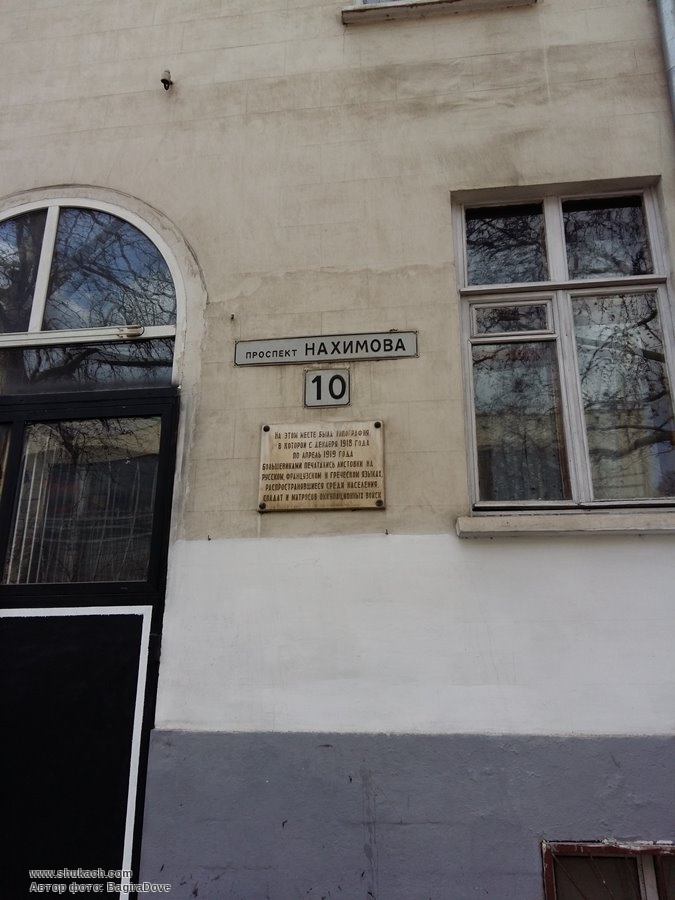 ПРОСПЕКТ НАХИМОВА
10
НА ЭТОМ МЕСТЕ БЫЛА ТИПОГРАФИЯ
В КОТОРОЙ С ДЕКАБРЯ 1918 ГОДА
ПО АПРЕЛЬ 1919 ГОДА
БОЛЬШЕВИКАМИ ПЕЧАТАЛИСЬ ЛИСТОВКИ НА
РУССКОМ, ФРАНЦУЗСКОМ И ГРЕЧЕСКОМ ЯЗЫКАХ,
РАСПРОСТРАНЯВШИЕСЯ СРЕДИ НАСЕЛЕНИЯ
СОЛДАТ И МАТРОСОВ ОККУПАЦИОННЫХ ВОЙСК
www.shukach.com
Автор фото: BagiraDove